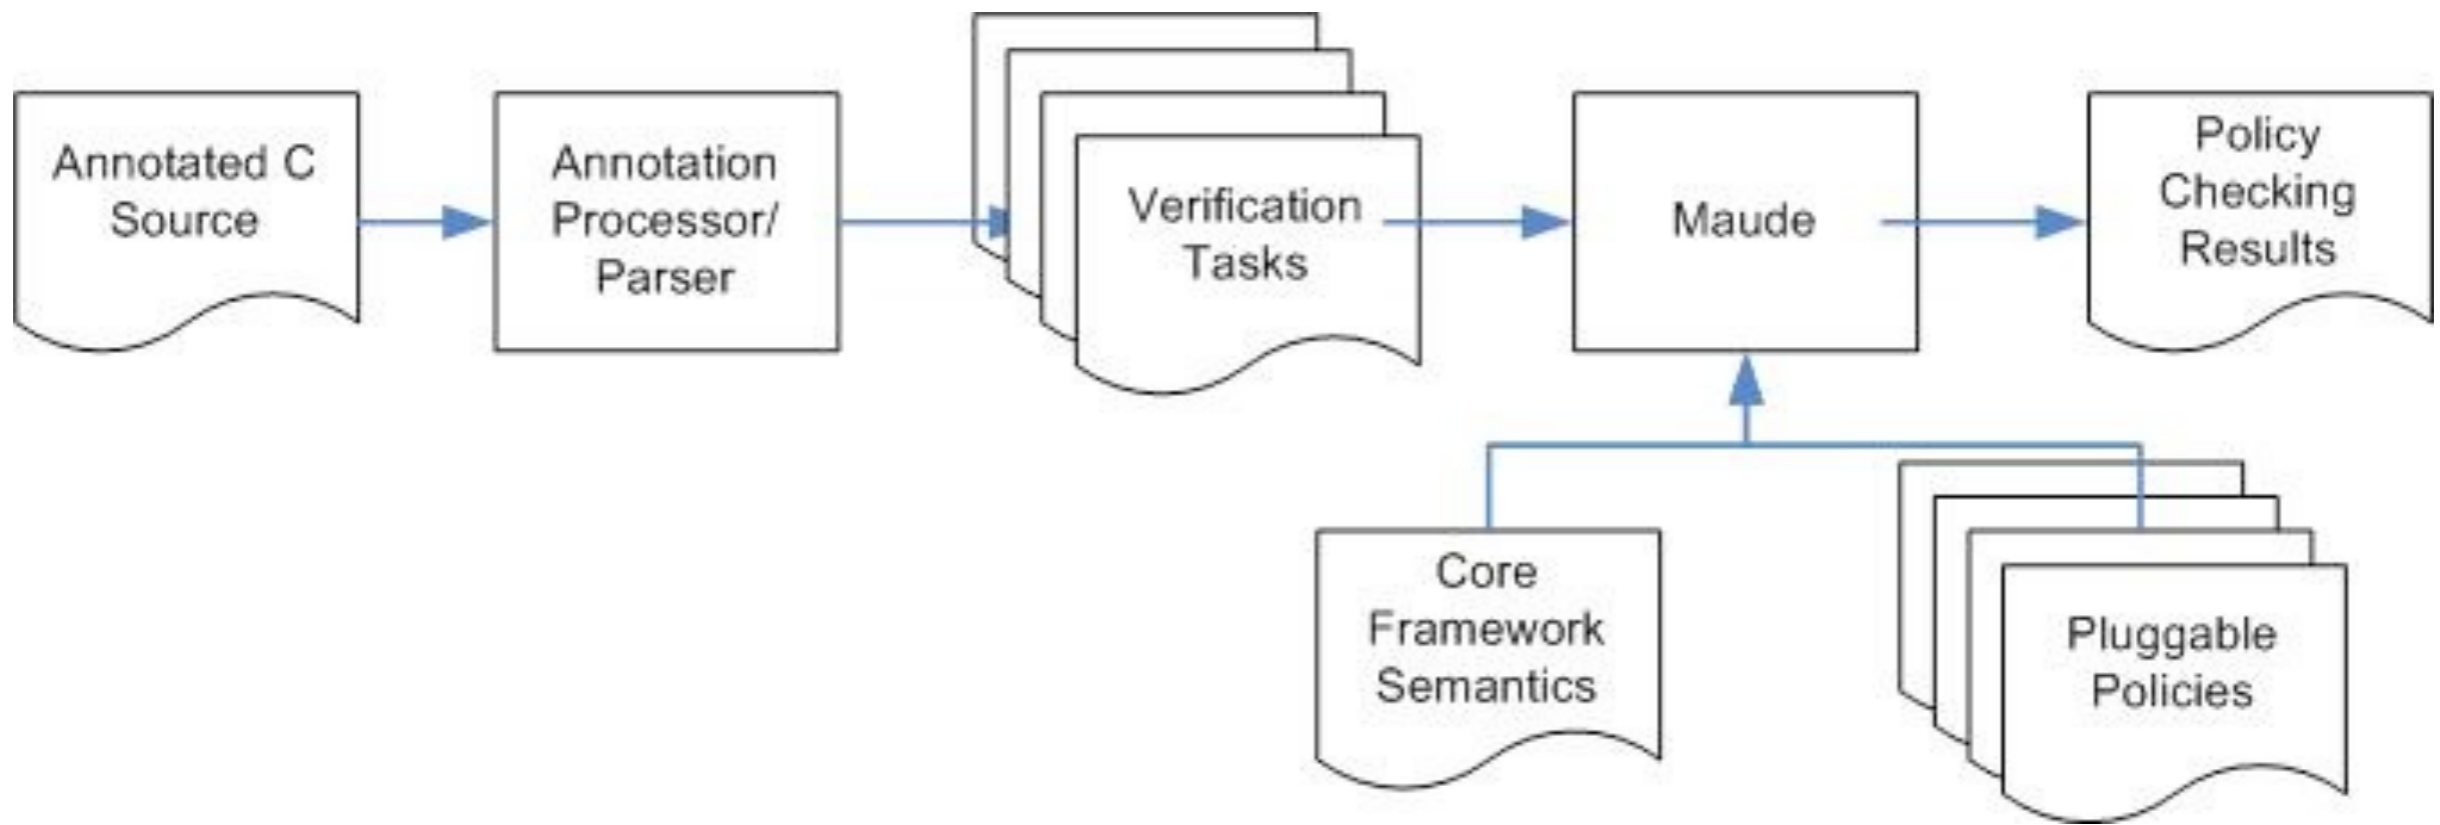 Annotated C
Source
Annotation
Processor/
Parser
Verification
Tasks
Maude
Policy
Checking
Results
Core
Framework
Semantics
Pluggable
Policies